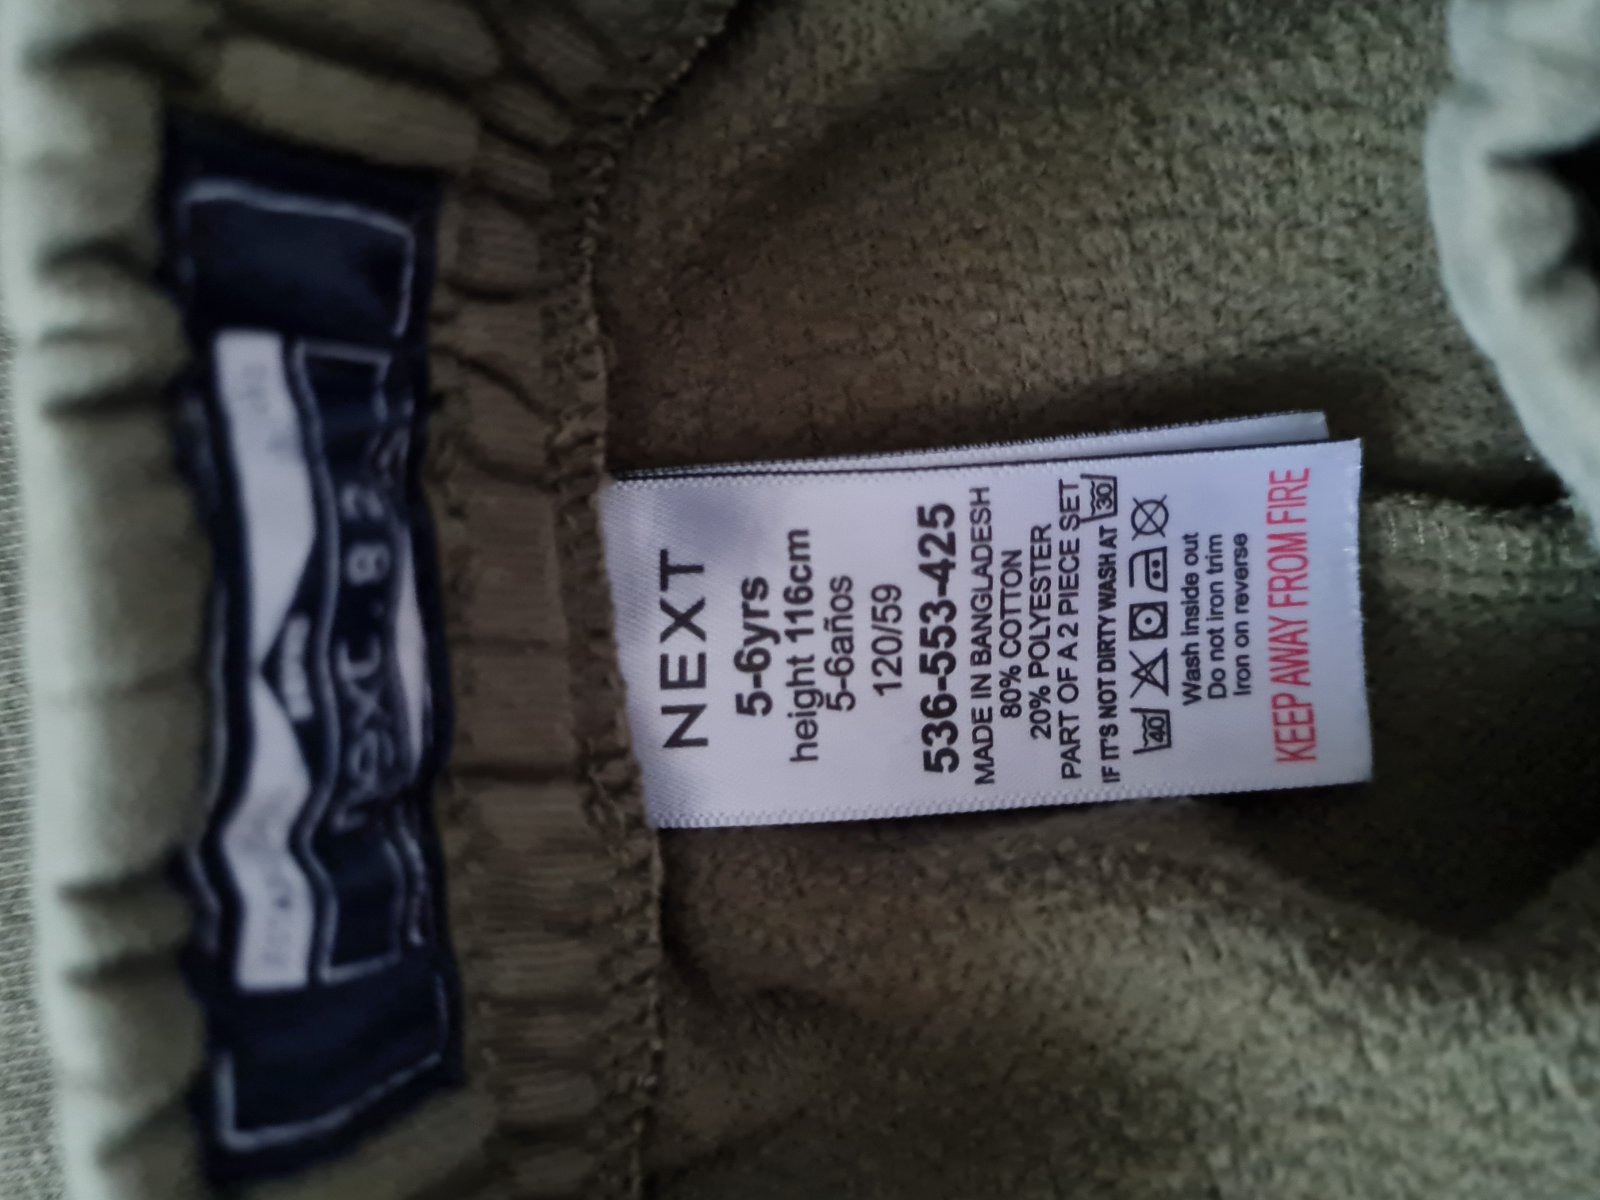 next.82
NEXT
5-6yrs
height 116cm
5-6años
120/59
536-553-425
MADE IN BANGLADESH
80% COTTON
20% POLYESTER
PART OF A 2 PIECE SET
IF IT'S NOT DIRTY WASH AT 30
40
Wash inside out
Do not iron trim
Iron on reverse
KEEP AWAY FROM FIRE